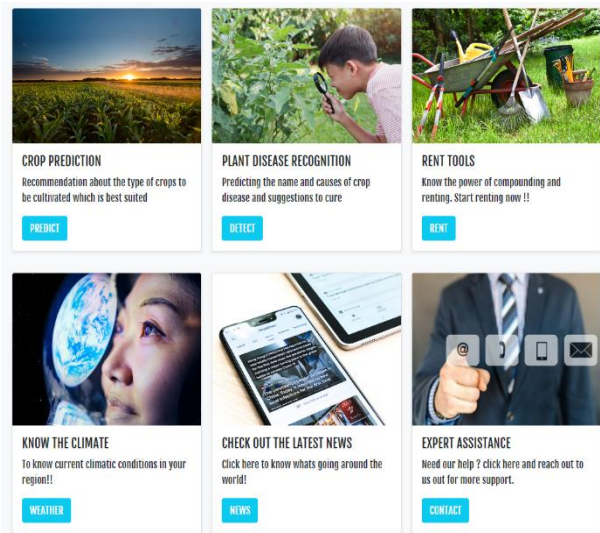 CROP PREDICTION
Recommendation about the type of crops to
be cultivated which is best suited
PREDICT
PLANT DISEASE RECOGNITION
Predicting the name and causes of crop
disease and suggestions to cure
DETECT
RENT TOOLS
Know the power of compounding and
renting. Start renting now !!
RENT
@
KNOW THE CLIMATE
To know current climatic conditions in your
region!!
WEATHER
CHECK OUT THE LATEST NEWS
Click here to know whats going around the
world!
NEWS
EXPERT ASSISTANCE
Need our help ? click here and reach out to
us out for more support.
CONTACT